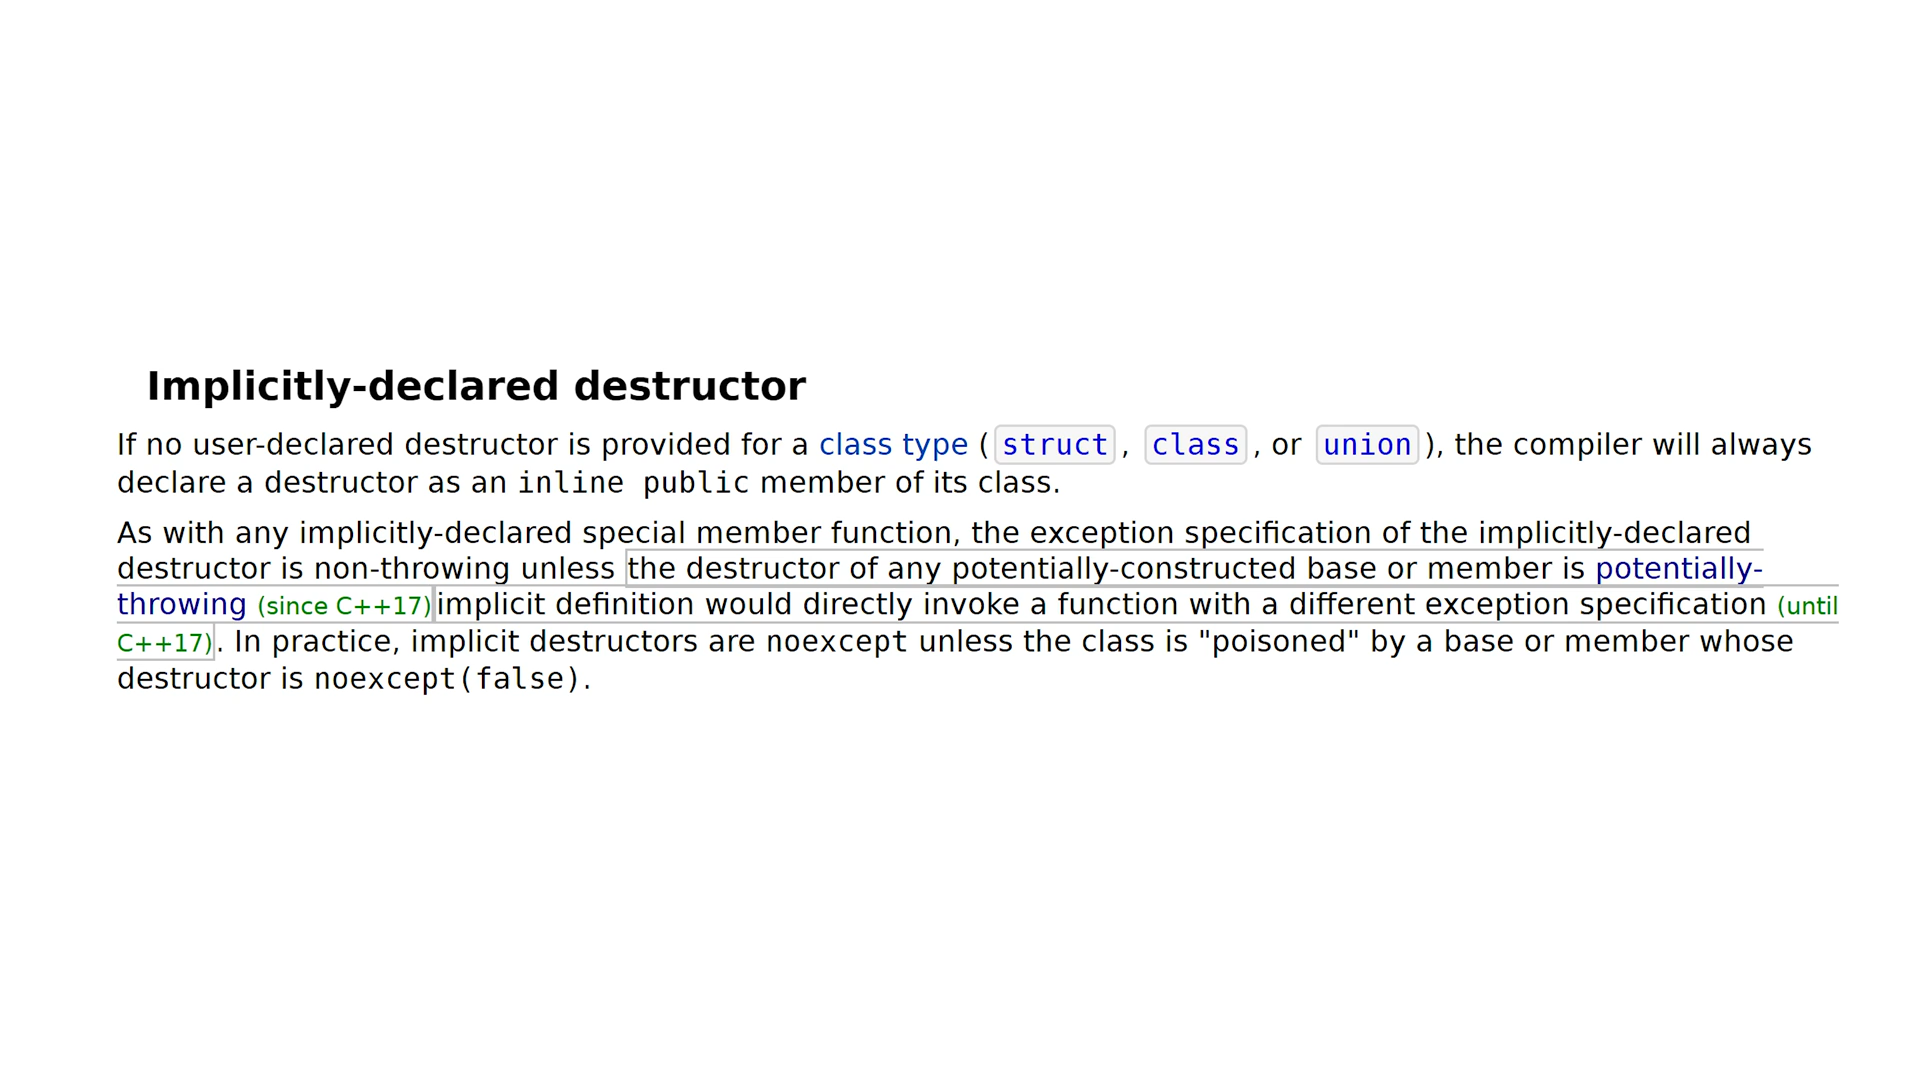 Implicitly-declared destructor
If no user-declared destructor is provided for a class type (struct, class, or union), the compiler will always
declare a destructor as an inline public member of its class.
As with any implicitly-declared special member function, the exception specification of the implicitly-declared
destructor is non-throwing unless the destructor of any potentially-constructed base or member is potentially-
throwing (since C++17)implicit definition would directly invoke a function with a different exception specification (until
C++17). In practice, implicit destructors are noexcept unless the class is "poisoned" by a base or member whose
destructor is noexcept(false).